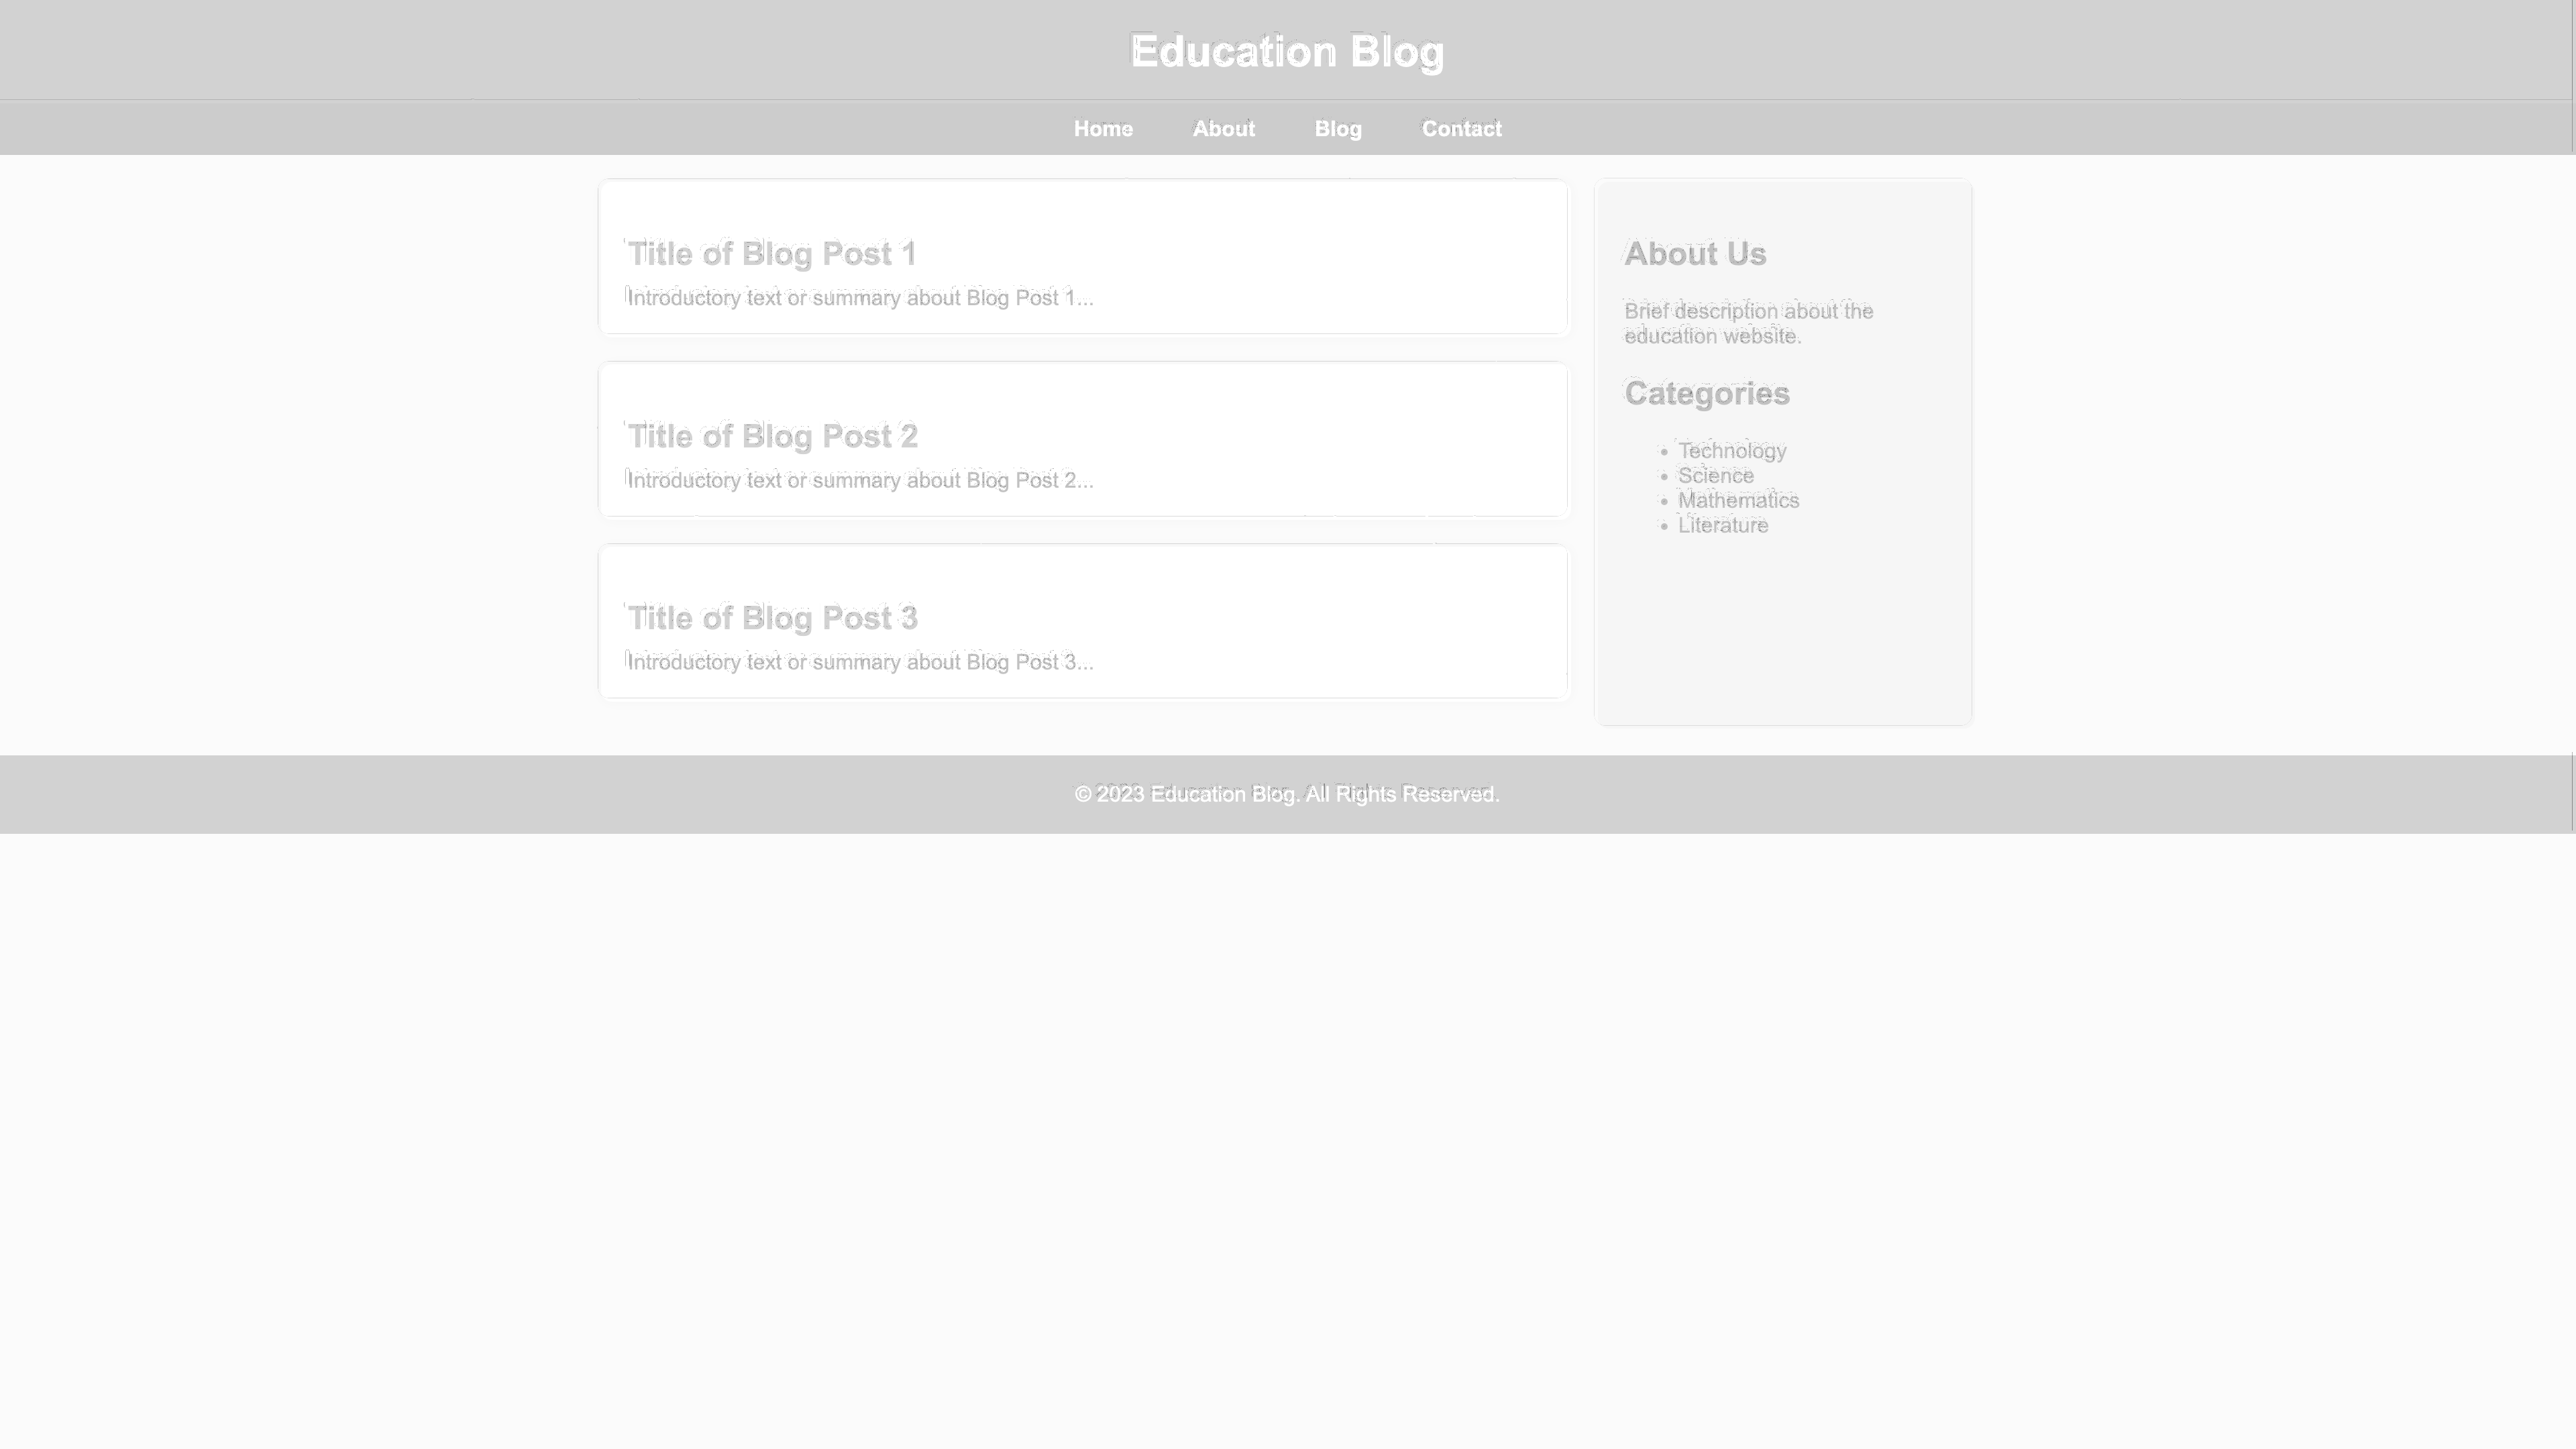 Education Blog
Home About Blog Contact
Title of Blog Post 1
Introductory text or summary about Blog Post 1...
Title of Blog Post 2
Introductory text or summary about Blog Post 2...
Title of Blog Post 3
Introductory text or summary about Blog Post 3...
About Us
Brief description about the
education website.
Categories
• Technology
• Science
• Mathematics
• Literature
© 2023 Education Blog. All Rights Reserved.